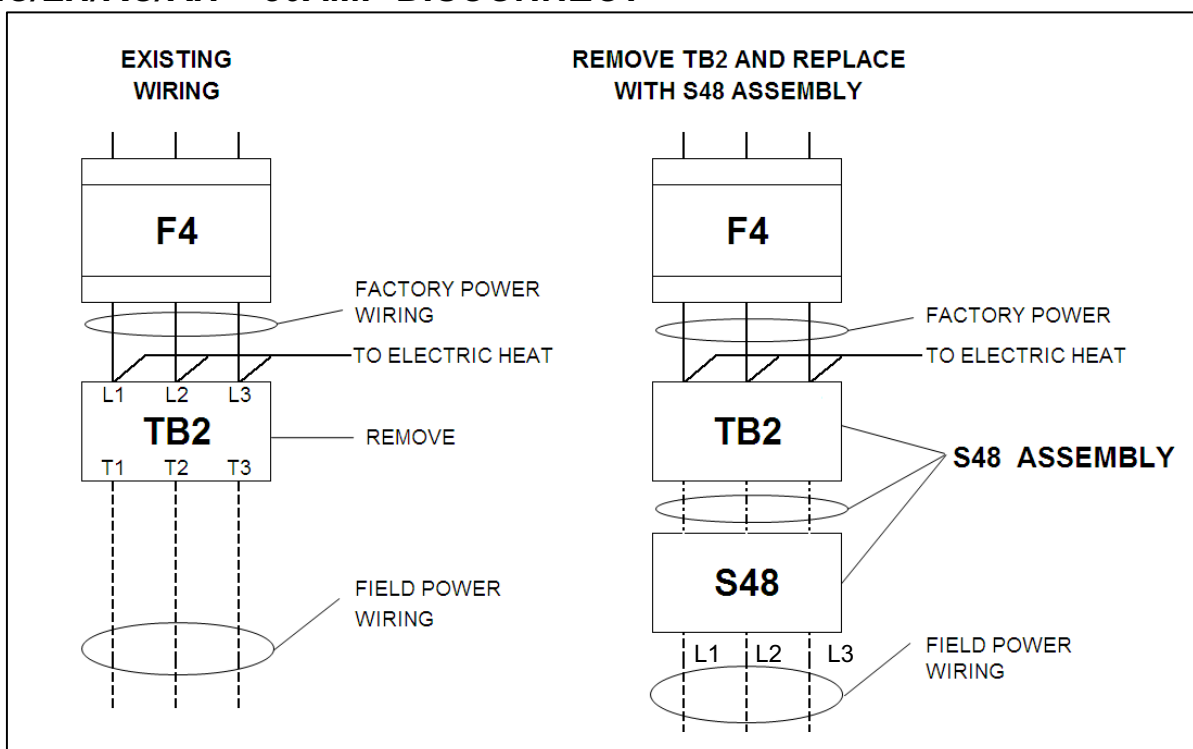 DISCONNECT
EXISTING
WIRING
F4
FACTORY POWER
WIRING
TO ELECTRIC HEAT
L1 L2 L3
TB2
T1 T2 T3
REMOVE
FIELD POWER
WIRING
REMOVE TB2 AND REPLACE
WITH S48 ASSEMBLY
F4
FACTORY POWER
TO ELECTRIC HEAT
TB2
S48 ASSEMBLY
S48
L1 L2 L3
FIELD POWER
WIRING